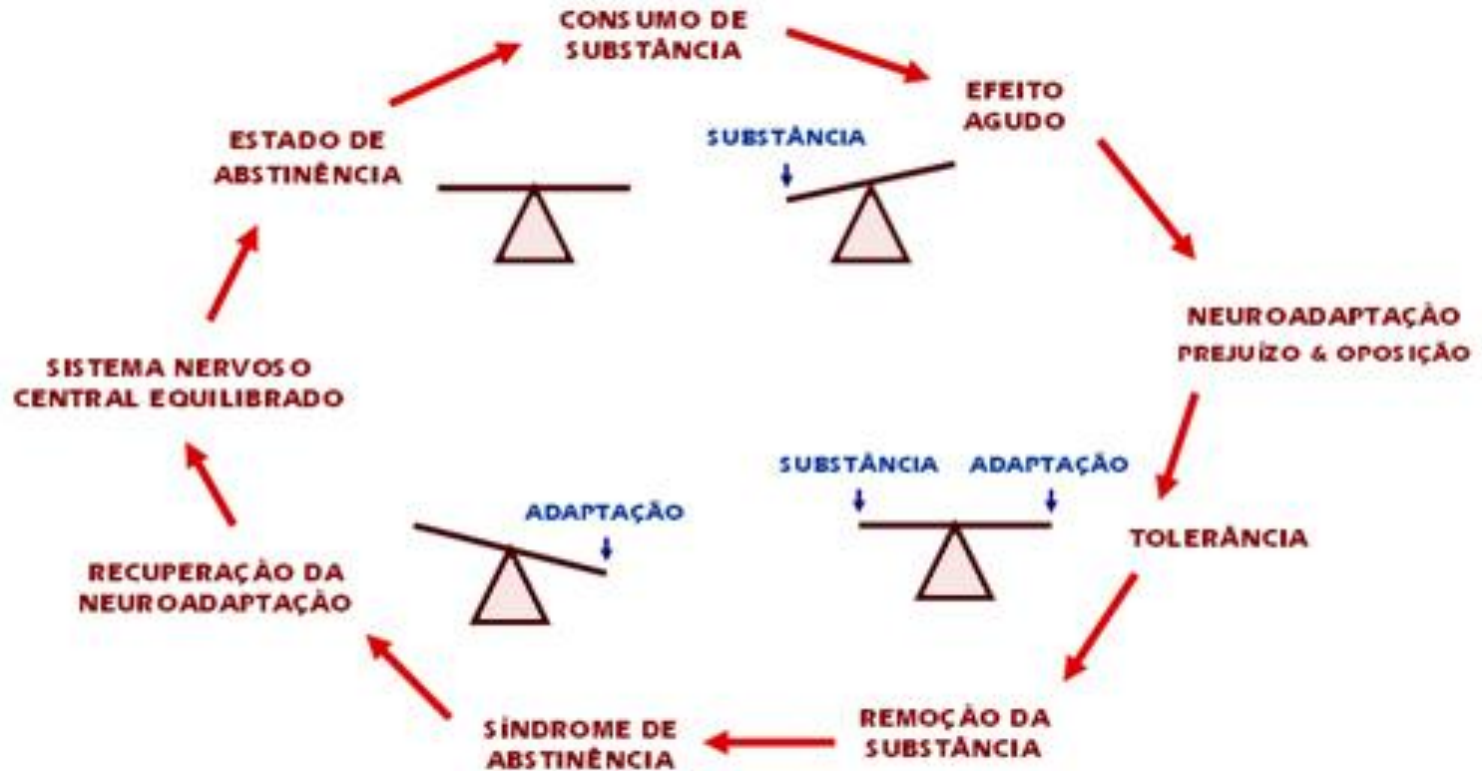 CONSUMO DE
SUBSTÂNCIA
EFEITO
AGUDO
SUBSTÂNCIA
ESTADO DE
ABSTINÊNCIA
NEUROADAPTAÇÃO
PREJUÍZO & OPOSIÇÃO
SISTEMA NERVOSO
CENTRAL EQUILIBRADO
SUBSTÂNCIA
ADAPTAÇÃO
ADAPTAÇÃO
TOLERÂNCIA
RECUPERAÇÃO DA
NEUROADAPTAÇÃO
REMOÇÃO DA
SUBSTÂNCIA
SÍNDROME DE
ABSTINÊNCIA